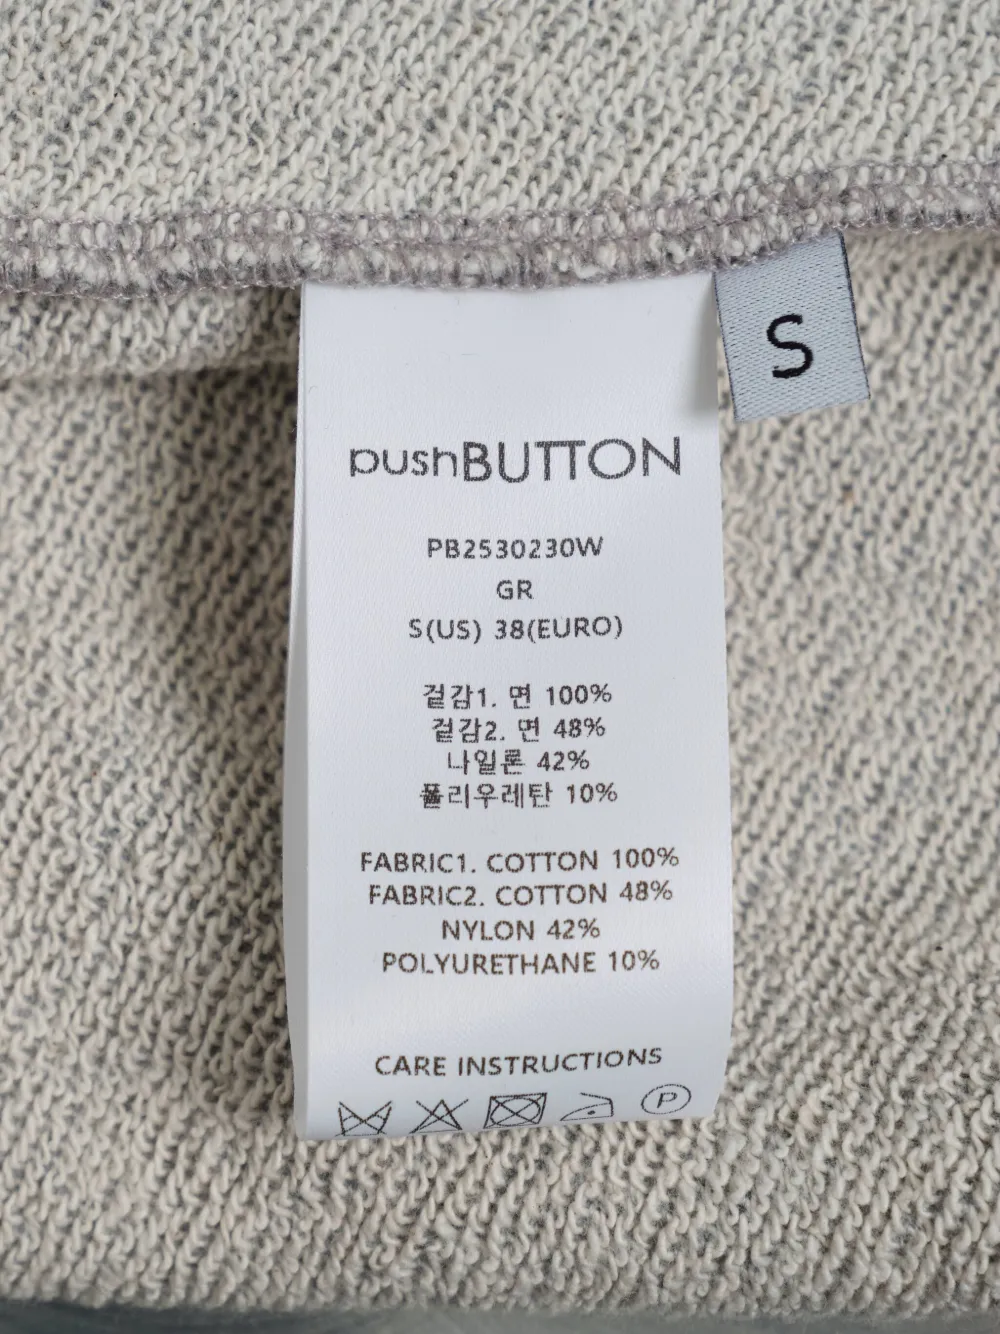 S
pushBUTTON
PB2530230W
GR
S(US) 38(EURO)
겉감1. 면 100%
겉감2. 면 48%
나일론 42%
폴리우레탄 10%
FABRIC1. COTTON 100%
FABRIC2. COTTON 48%
NYLON 42%
POLYURETHANE 10%
CARE INSTRUCTIONS
P